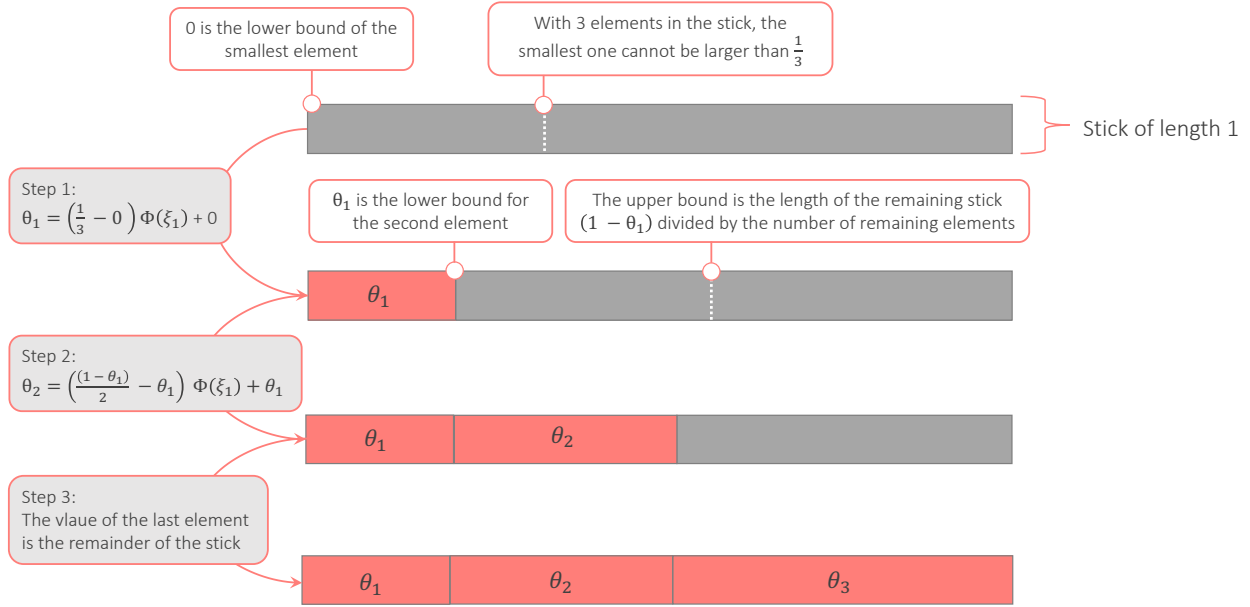 0 is the lower bound of the
smallest element
With 3 elements in the stick, the
smallest one cannot be larger than 1/3
Stick of length 1
Step 1:
θ₁ = (1/3 − 0) Φ(ξ₁) + 0
θ₁ is the lower bound for
the second element
The upper bound is the length of the remaining stick
(1 − θ₁) divided by the number of remaining elements
θ₁
Step 2:
θ₂ = ((1 − θ₁)/2 − θ₁) Φ(ξ₁) + θ₁
θ₁
θ₂
Step 3:
The vlaue of the last element
is the remainder of the stick
θ₁
θ₂
θ₃